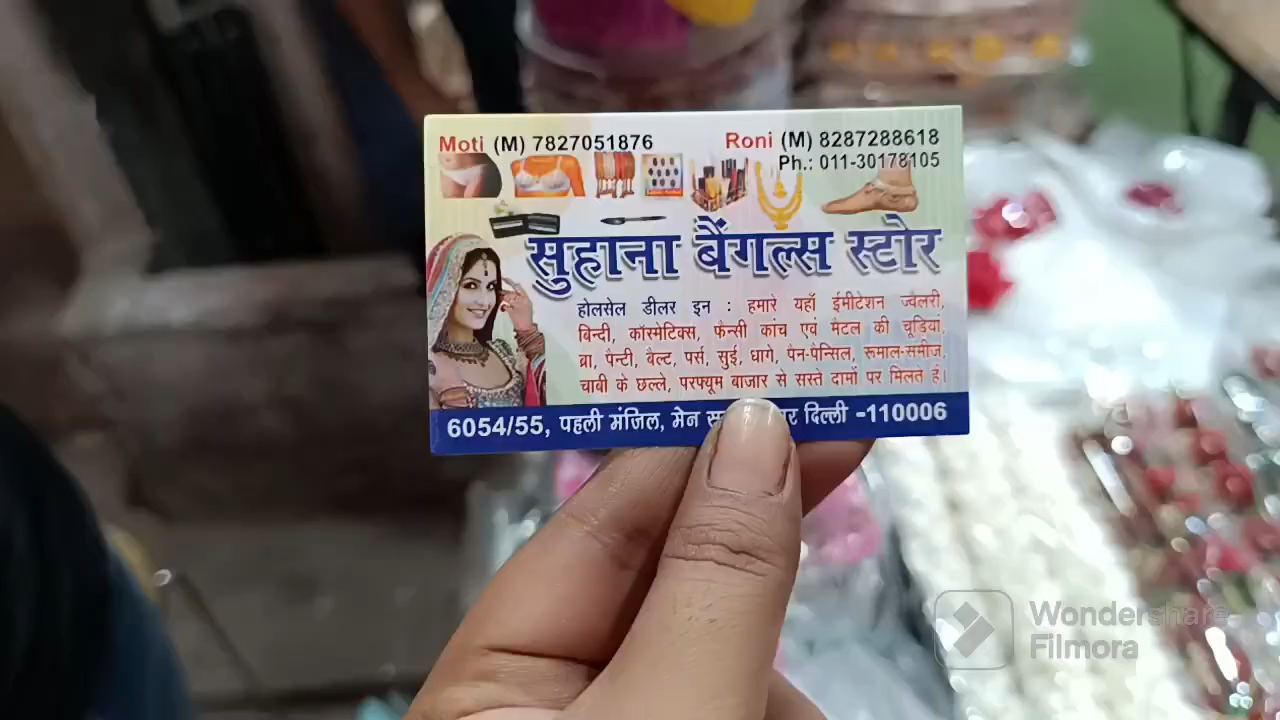 Moti (M) 7827051876
Roni (M) 8287288618
Ph.: 011-30178105
सुहाना बैंगल्स स्टोर
होलसेल डीलर इन : हमारे यहाँ ईमीटेशन ज्वैलरी,
बिन्दी, कॉस्मेटिक्स, फैन्सी कांच एवं मैटल की चूड़ियां,
ब्रा, पैन्टी, बेल्ट, पर्स, सुई, धागे, पैन-पैन्सिल, रूमाल-समीज,
चाबी के छल्ले, परफ्यूम बाजार से सस्ते दामों पर मिलते हैं।
6054/55, पहली मंजिल, मेन दिल्ली -110006
Wondershare
Filmora